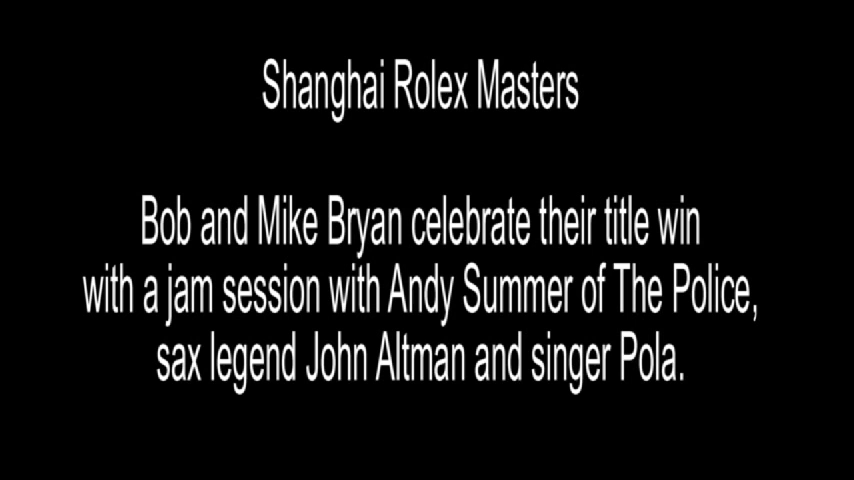 Shanghai Rolex Masters
Bob and Mike Bryan celebrate their title win
with a jam session with Andy Summer of The Police,
sax legend John Altman and singer Pola.